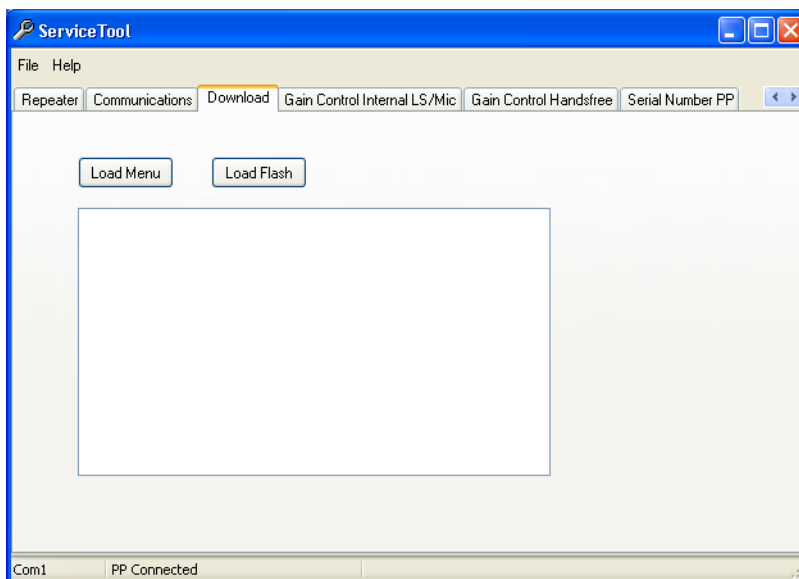 ServiceTool
File Help
Repeater Communications Download Gain Control Internal LS/Mic Gain Control Handsfree Serial Number PP
Load Menu Load Flash
Com1 PP Connected